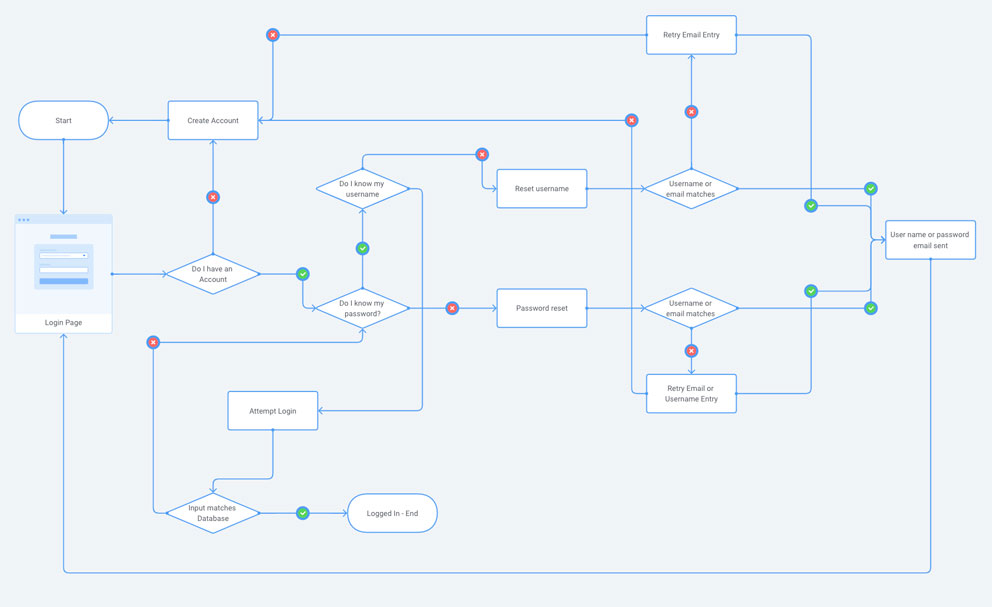 Retry Email Entry
Start
Create Account
Do I know my
username
Reset username
Username or
email matches
User name or password
email sent
Do I have an
Account
Login Page
Do I know my
password?
Password reset
Username or
email matches
Retry Email or
Username Entry
Attempt Login
Input matches
Database
Logged In - End